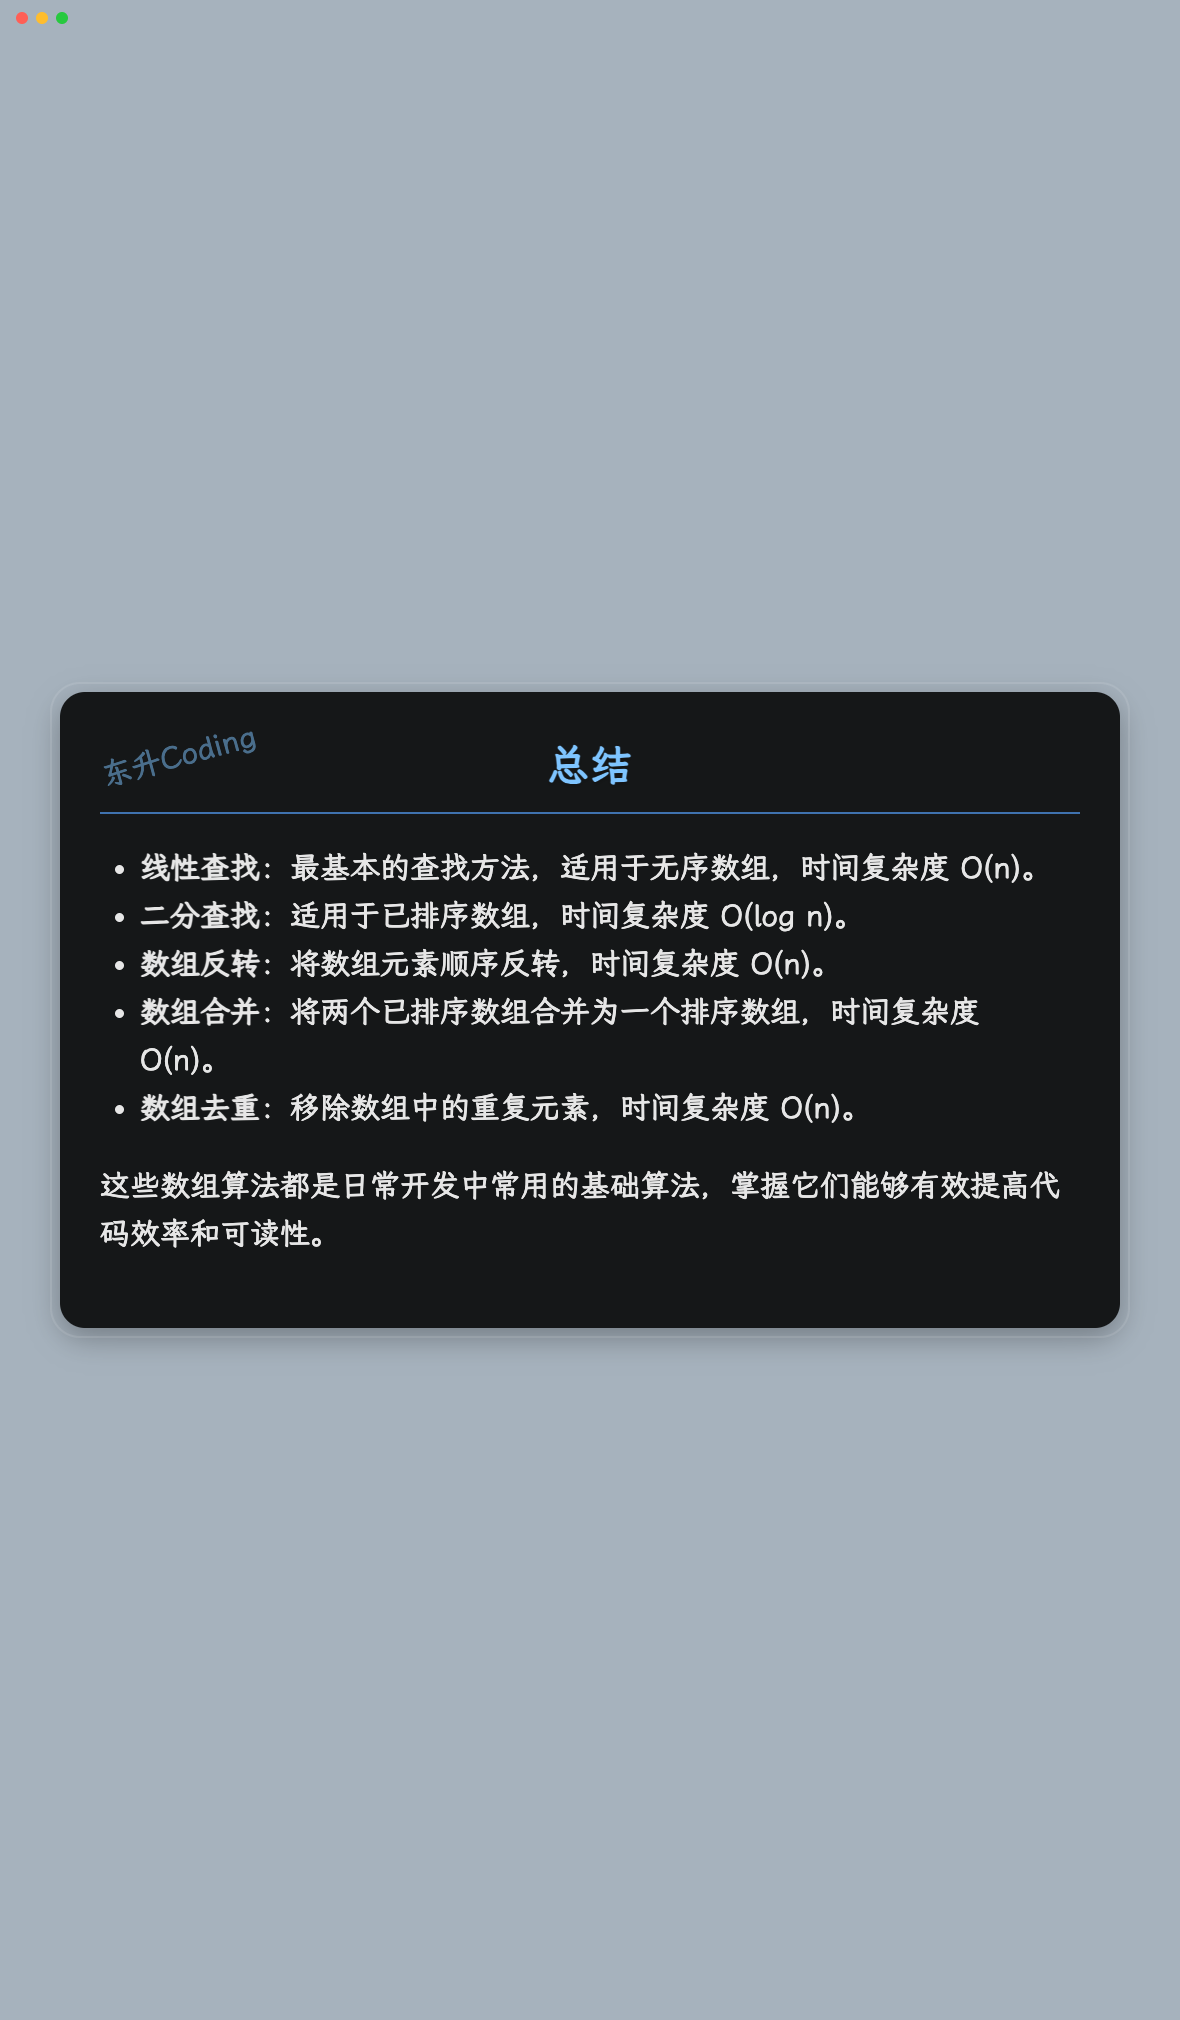 东升Coding
总结
• 线性查找：最基本的查找方法，适用于无序数组，时间复杂度 O(n)。
• 二分查找：适用于已排序数组，时间复杂度 O(log n)。
• 数组反转：将数组元素顺序反转，时间复杂度 O(n)。
• 数组合并：将两个已排序数组合并为一个排序数组，时间复杂度
O(n)。
• 数组去重：移除数组中的重复元素，时间复杂度 O(n)。
这些数组算法都是日常开发中常用的基础算法，掌握它们能够有效提高代
码效率和可读性。